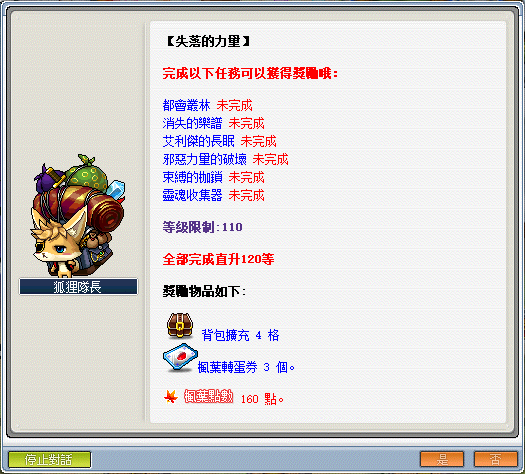 【失落的力量】
完成以下任務可以獲得獎勵哦:
都會叢林 未完成
消失的樂譜 未完成
艾利傑的長眠 未完成
邪惡力量的破壞 未完成
束縛的枷鎖 未完成
靈魂收集器 未完成
等級限制:110
全部完成直升120等
獎勵物品如下:
背包擴充 4 格
楓葉轉蛋券 3 個。
楓葉點數 160 點。
狐狸隊長
停止對話
是
否